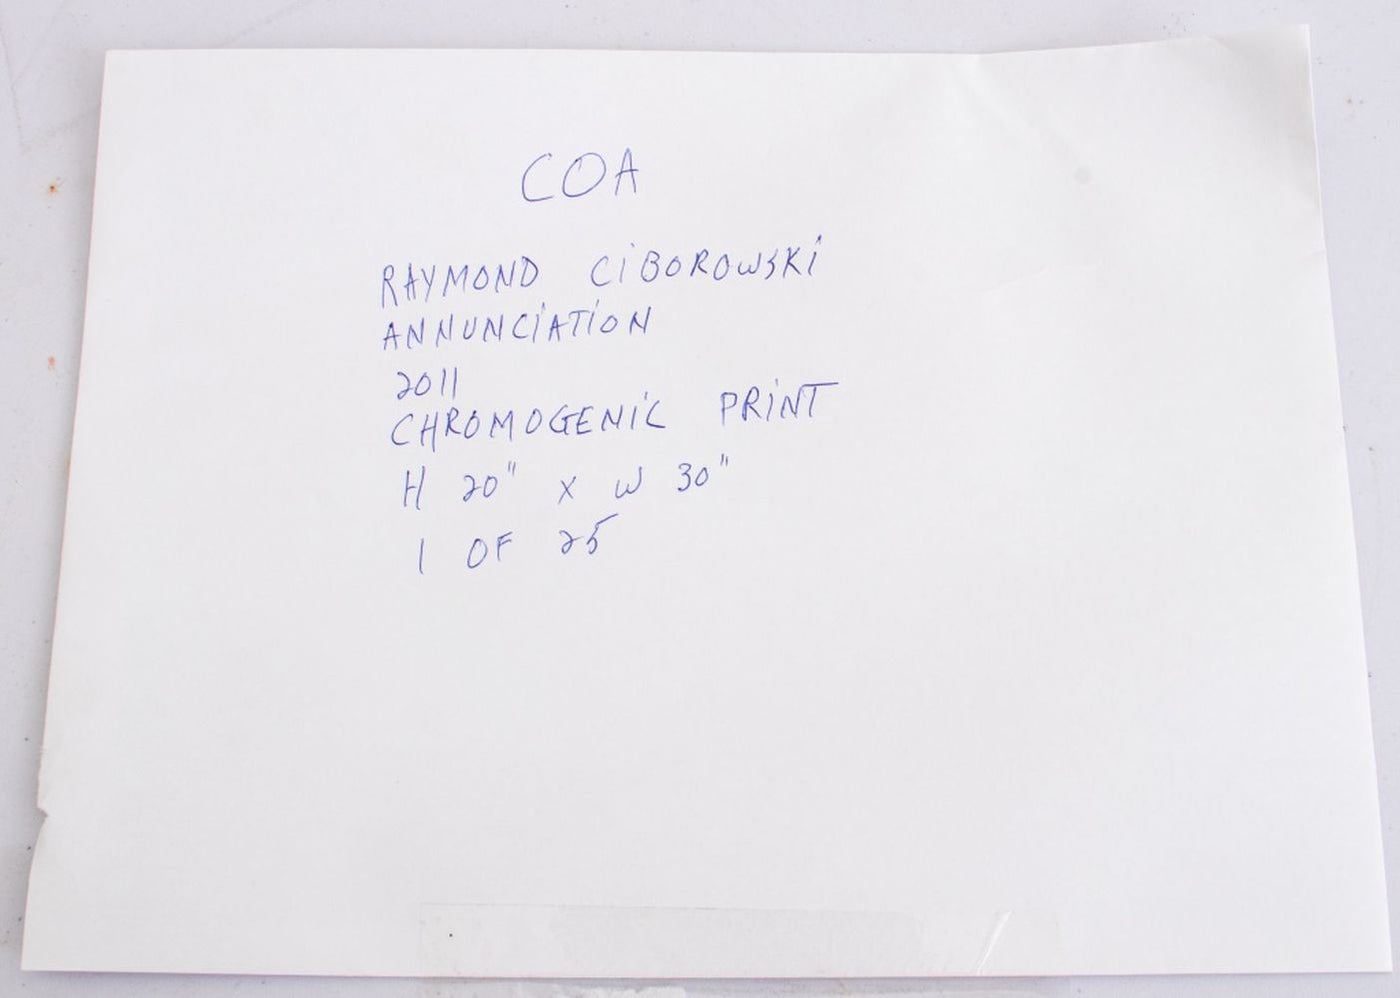 COA
RAYMOND CIBOROWSKI
ANNUNCIATION
2011
CHROMOGENIC PRINT
H 20" X W 30"
1 OF 25